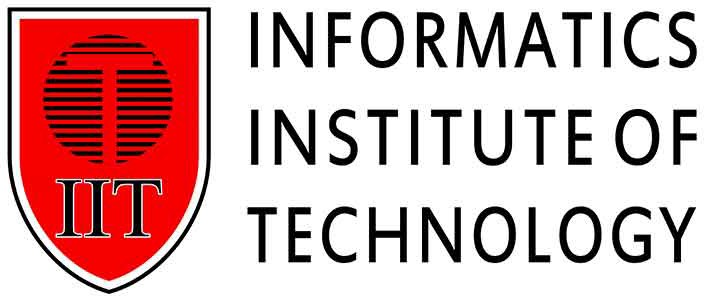 IIT
INFORMATICS
INSTITUTE OF
TECHNOLOGY